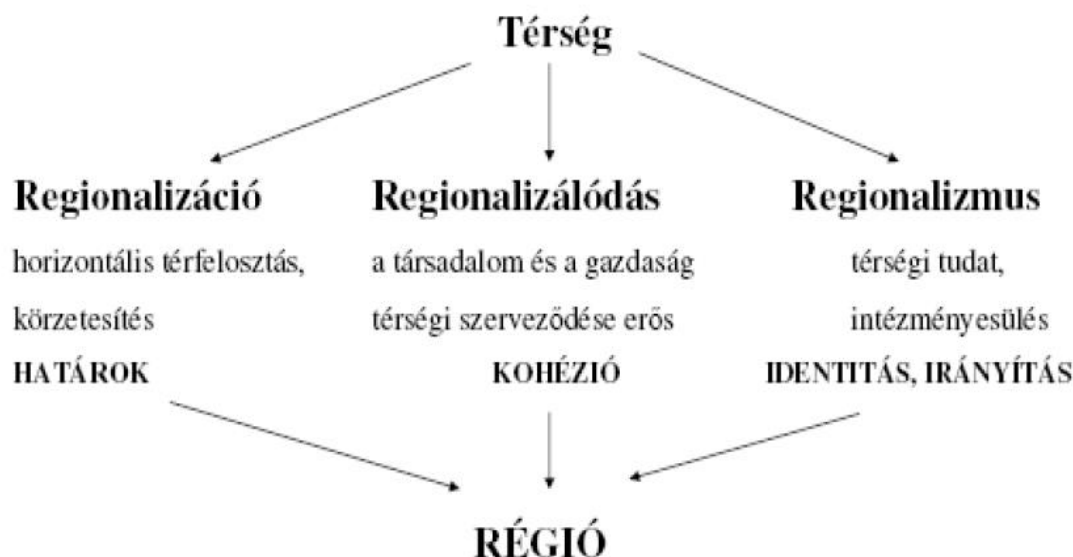 Térség
Regionalizáció
horizontális térfelosztás,
körzetesítés
HATÁROK
Regionalizálódás
a társadalom és a gazdaság
térségi szerveződése erős
KOHÉZIÓ
Regionalizmus
térségi tudat,
intézményesülés
IDENTITÁS, IRÁNYÍTÁS
RÉGIÓ